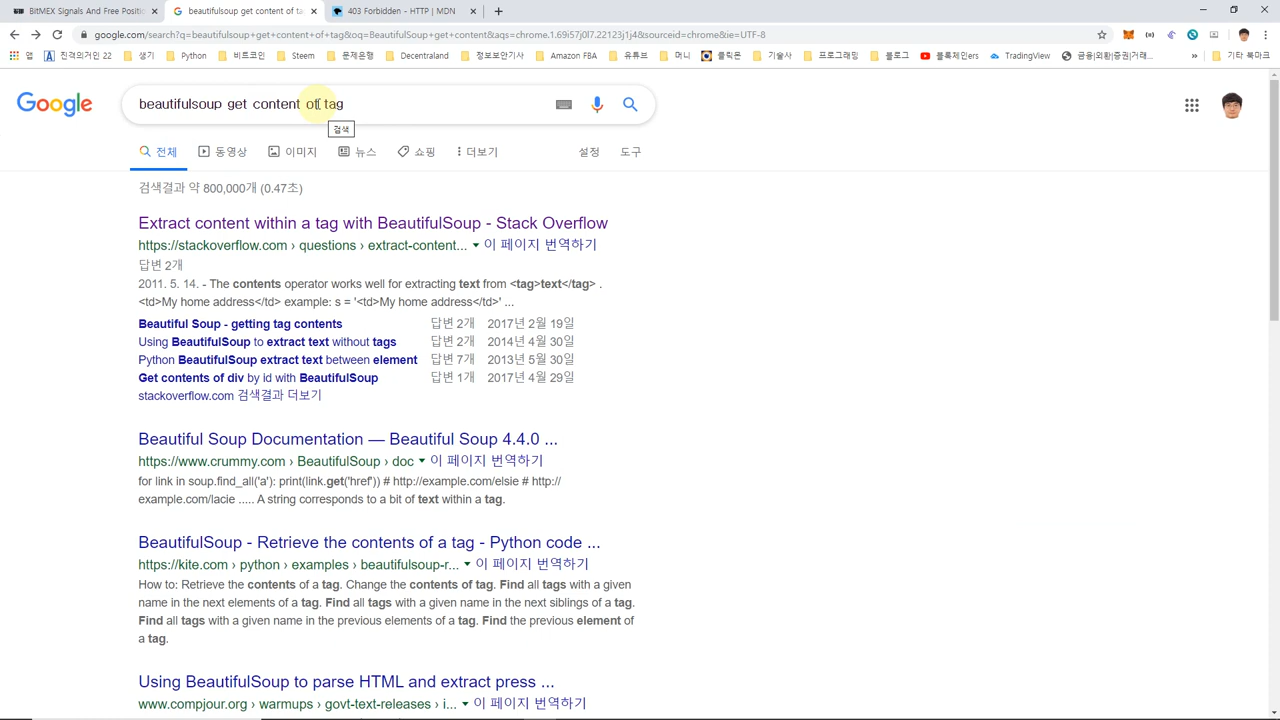 BitMEX Signals And Free Positio
beautifulsoup get content of ta
403 Forbidden - HTTP | MDN
google.com/search?q=beautifulsoup+get+content+of+tag&oq=BeautifulSoup+get+content&aqs=chrome.1.69i57j0l7.22123j1j4&sourceid=chrome&ie=UTF-8
앱 진격의거인 22 생기 Python 비트코인 Steem 문제은행 Decentraland 정보보안기사 Amazon FBA 유튜브 머니 클릭몬 기술사 프로그래밍 블로그 블록체인s TradingView 금융|외환|증권|거래... » 기타 북마크
Google
beautifulsoup get content of tag
검색
전체 동영상 이미지 뉴스 쇼핑 더보기 설정 도구
검색결과 약 800,000개 (0.47초)
Extract content within a tag with BeautifulSoup - Stack Overflow
https://stackoverflow.com › questions › extract-content... ▼ 이 페이지 번역하기
답변 2개
2011. 5. 14. - The contents operator works well for extracting text from <tag>text</tag> .
<td>My home address</td> example: s = '<td>My home address</td>' ...
Beautiful Soup - getting tag contents 답변 2개 2017년 2월 19일
Using BeautifulSoup to extract text without tags 답변 2개 2014년 4월 30일
Python BeautifulSoup extract text between element 답변 7개 2013년 5월 30일
Get contents of div by id with BeautifulSoup 답변 1개 2017년 4월 29일
stackoverflow.com 검색결과 더보기
Beautiful Soup Documentation — Beautiful Soup 4.4.0 ...
https://www.crummy.com › BeautifulSoup › doc ▼ 이 페이지 번역하기
for link in soup.find_all('a'): print(link.get('href')) # http://example.com/elsie # http://
example.com/lacie ..... A string corresponds to a bit of text within a tag.
BeautifulSoup - Retrieve the contents of a tag - Python code ...
https://kite.com › python › examples › beautifulsoup-r... ▼ 이 페이지 번역하기
How to: Retrieve the contents of a tag. Change the contents of tag. Find all tags with a given
name in the next elements of a tag. Find all tags with a given name in the next siblings of a tag.
Find all tags with a given name in the previous elements of a tag. Find the previous element of
a tag.
Using BeautifulSoup to parse HTML and extract press ...
www.compjour.org › warmups › govt-text-releases › i... ▼ 이 페이지 번역하기